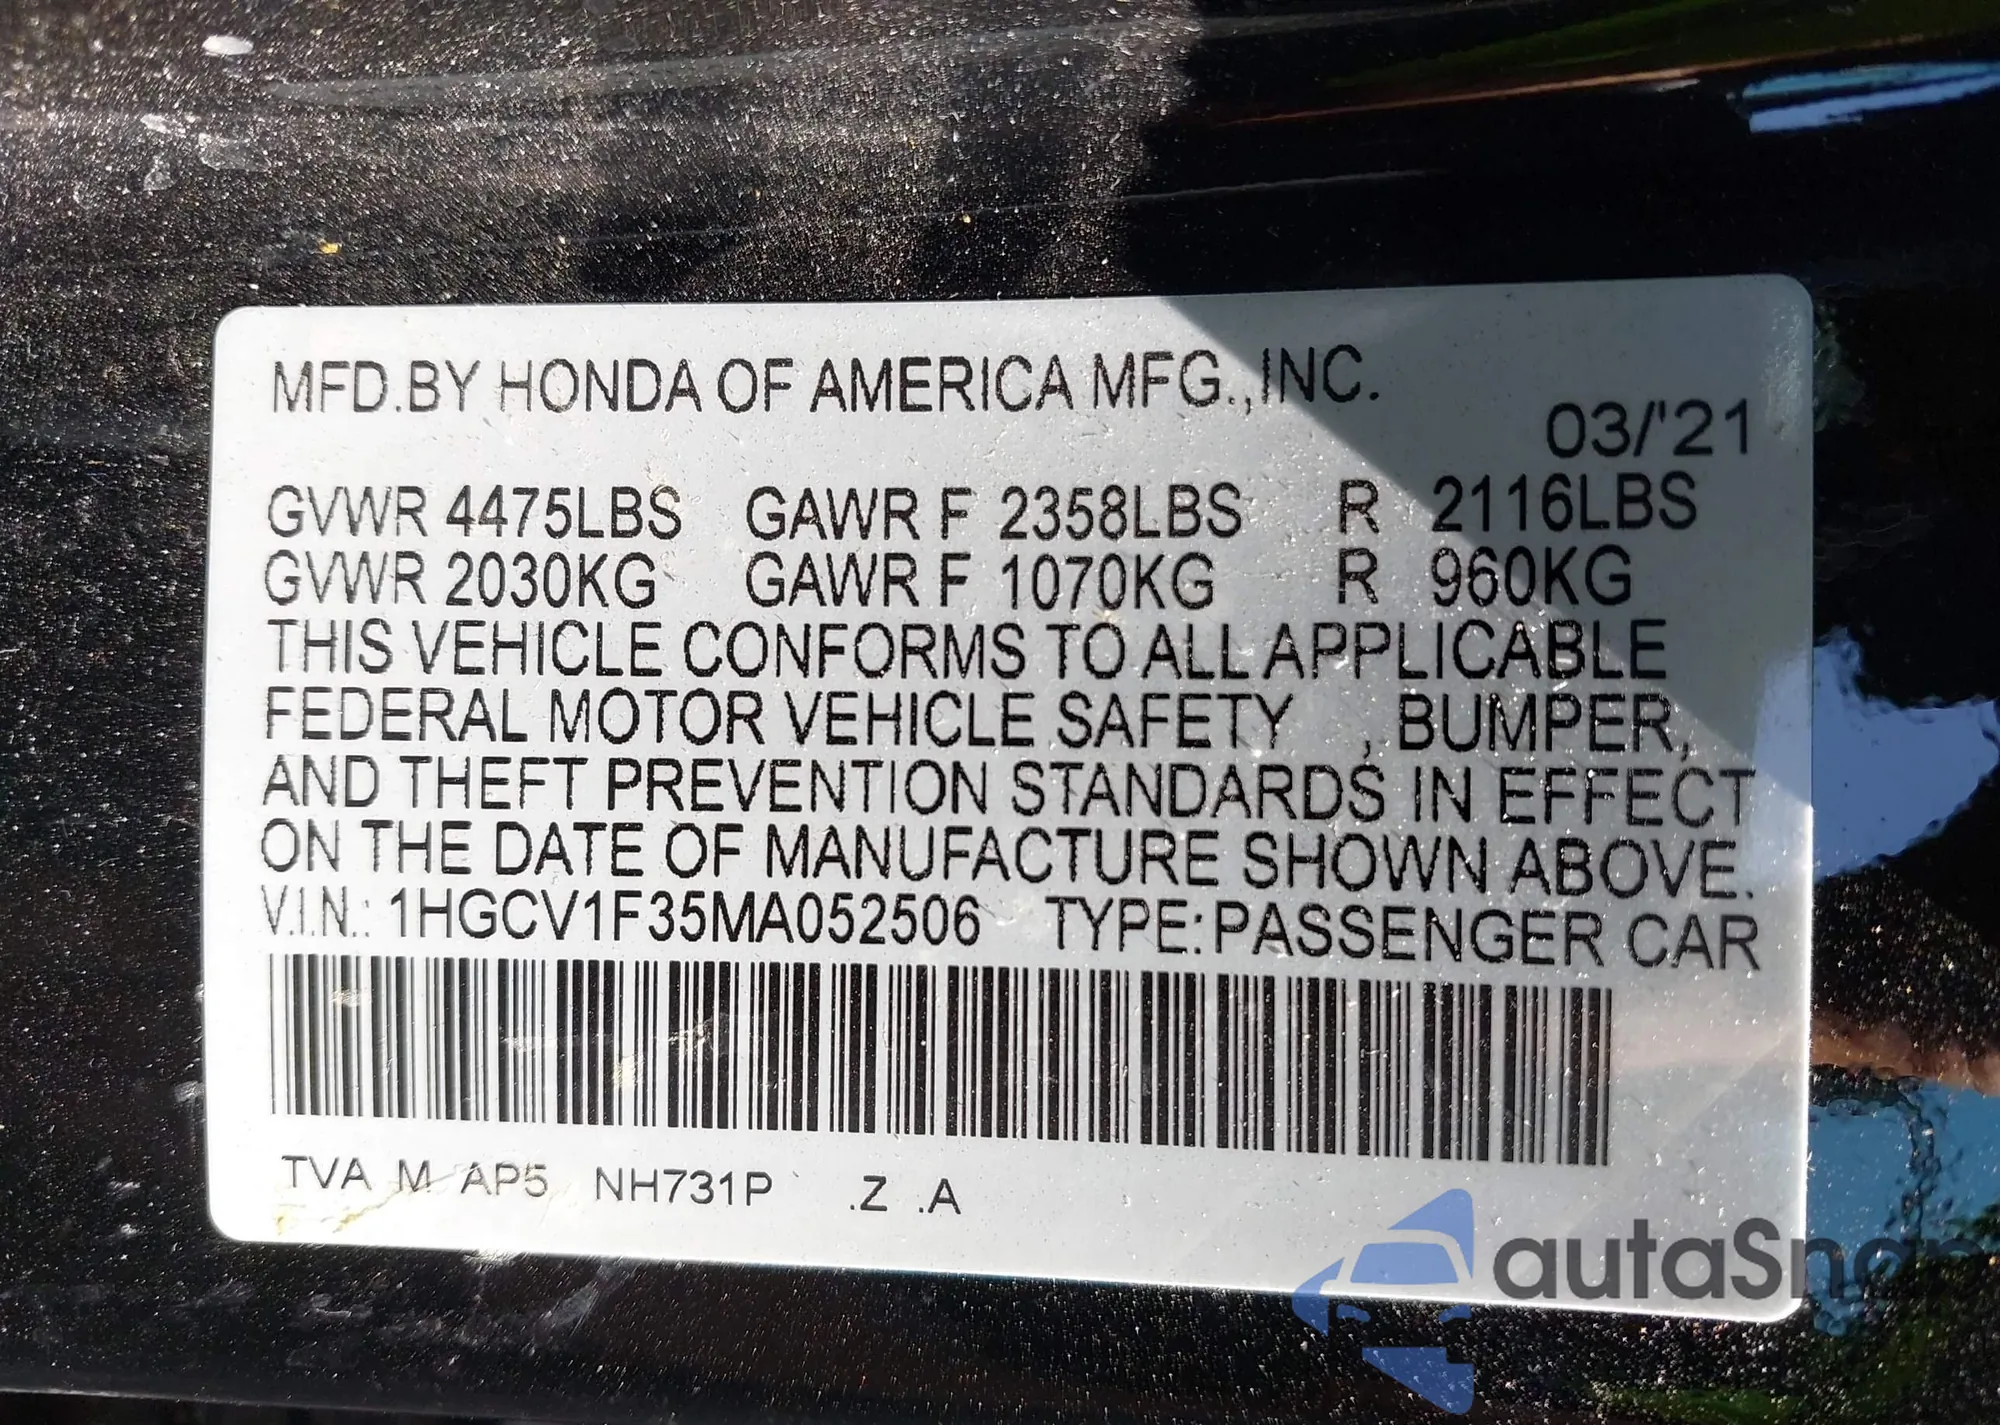 MFD.BY HONDA OF AMERICA MFG.,INC.
03/'21
GVWR 4475LBS GAWR F 2358LBS R 2116LBS
GVWR 2030KG GAWR F 1070KG R 960KG
THIS VEHICLE CONFORMS TO ALL APPLICABLE
FEDERAL MOTOR VEHICLE SAFETY , BUMPER,
AND THEFT PREVENTION STANDARDS IN EFFECT
ON THE DATE OF MANUFACTURE SHOWN ABOVE.
V.I.N.: 1HGCV1F35MA052506 TYPE:PASSENGER CAR
TVA M AP5 NH731P .Z .A
autaSnap